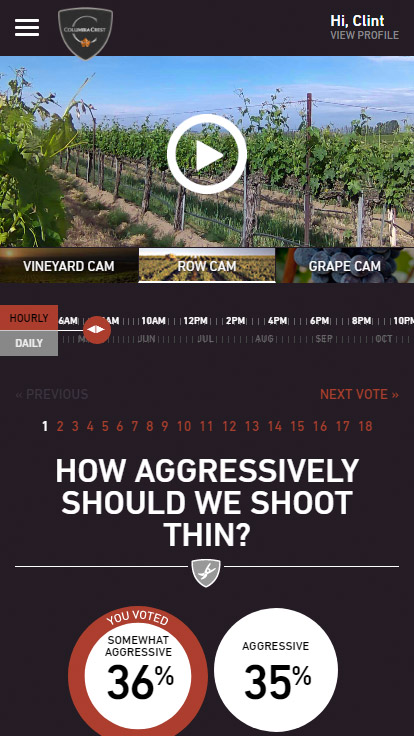 COLUMBIA CREST
Hi, Clint
VIEW PROFILE
VINEYARD CAM
ROW CAM
GRAPE CAM
HOURLY
6AM AM 10AM 12PM 2PM 4PM 6PM 8PM 10PM
DAILY
JUN JUL AUG SEP OCT
« PREVIOUS
NEXT VOTE »
1 2 3 4 5 6 7 8 9 10 11 12 13 14 15 16 17 18
HOW AGGRESSIVELY
SHOULD WE SHOOT
THIN?
YOU VOTED
SOMEWHAT
AGGRESSIVE
36%
AGGRESSIVE
35%